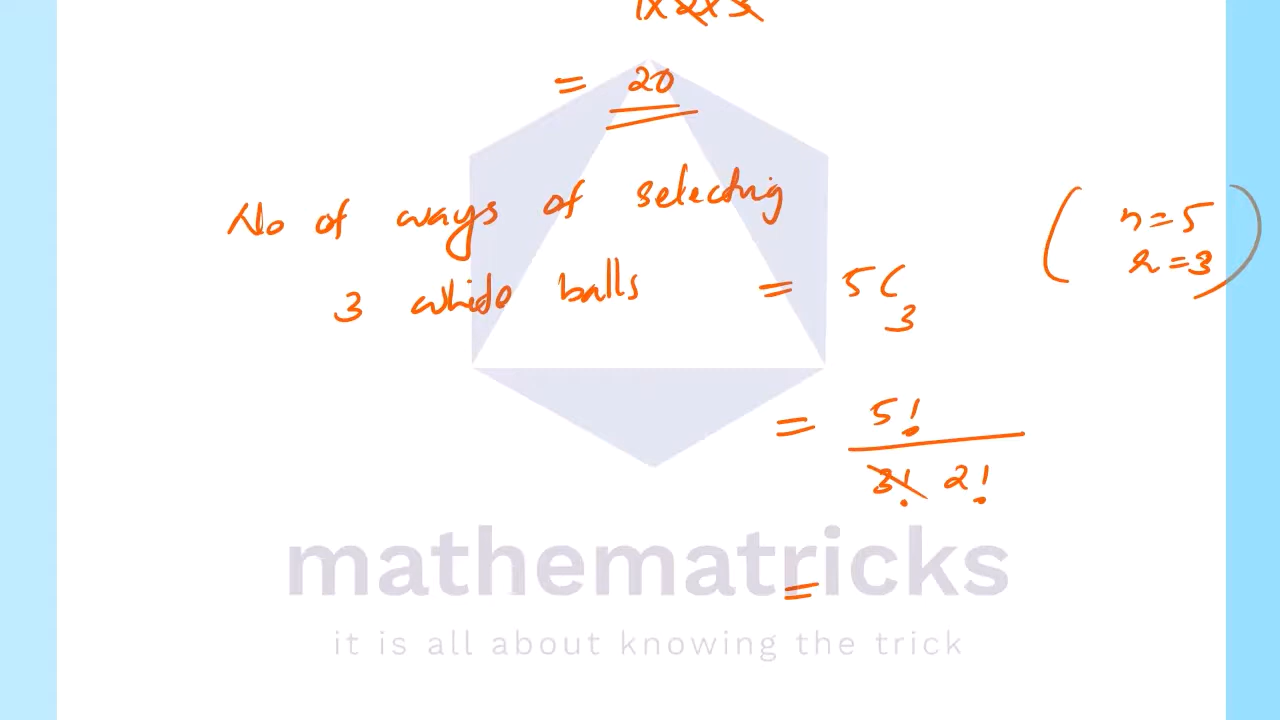 1x2x3
= 20
No of ways of selecting
3 white balls = 5C3
(n=5
r=3)
= 5!
3! 2!
=
mathematricks
it is all about knowing the trick